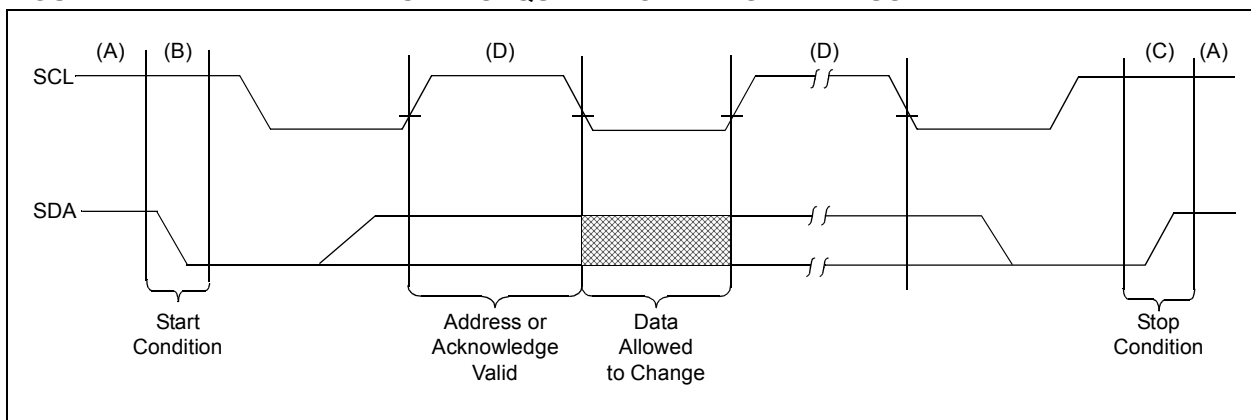 (A) (B) (D) (D) (C) (A)
SCL
SDA
Start
Condition
Address or
Acknowledge
Valid
Data
Allowed
to Change
Stop
Condition